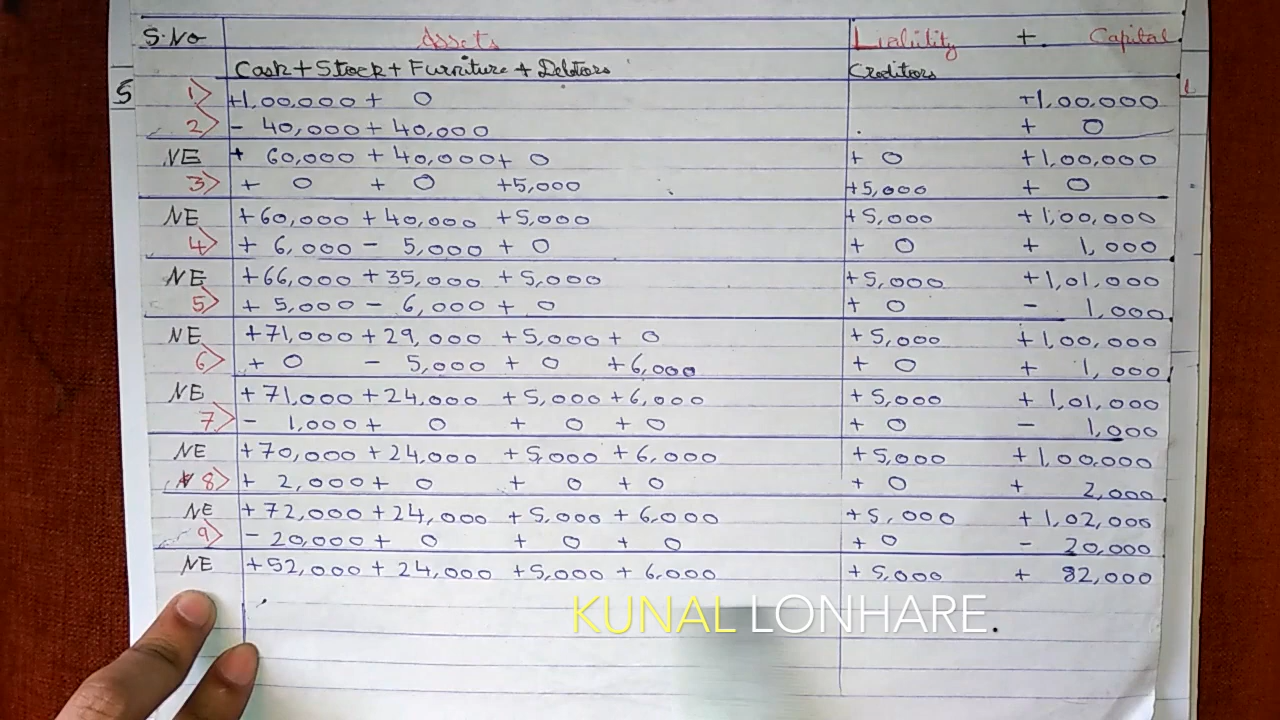 S.No Assets Liability + Capital
Cash + Stock + Furniture + Debtors Creditors
5 1> +1,00,000 + 0 +1,00,000
2> - 40,000 + 40,000 + 0
NE + 60,000 + 40,000 + 0 + 0 +1,00,000
3> + 0 + 0 +5,000 +5,000 + 0
NE +60,000 +40,000 +5,000 +5,000 +1,00,000
4> + 6,000 - 5,000 + 0 + 0 + 1,000
NE +66,000 +35,000 +5,000 +5,000 +1,01,000
5> + 5,000 - 6,000 + 0 + 0 - 1,000
NE +71,000 +29,000 +5,000 + 0 +5,000 +1,00,000
6> + 0 - 5,000 + 0 +6,000 + 0 + 1,000
NE +71,000 +24,000 +5,000 +6,000 +5,000 +1,01,000
7> - 1,000 + 0 + 0 + 0 + 0 - 1,000
NE +70,000 +24,000 +5,000 +6,000 +5,000 +1,00,000
8> + 2,000 + 0 + 0 + 0 + 0 + 2,000
NE +72,000 +24,000 +5,000 +6,000 +5,000 +1,02,000
9> - 20,000 + 0 + 0 + 0 + 0 - 20,000
NE +52,000 + 24,000 +5,000 + 6,000 +5,000 + 82,000
KUNAL LONHARE.